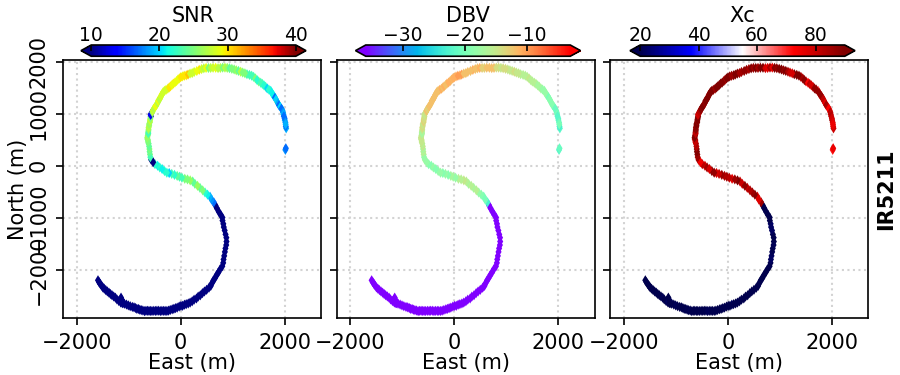 SNR DBV Xc
10 20 30 40 −30 −20 −10 20 40 60 80
2000
1000
0
−1000
−2000
North (m)
−2000 0 2000 −2000 0 2000 −2000 0 2000
East (m) East (m) East (m)
IR5211